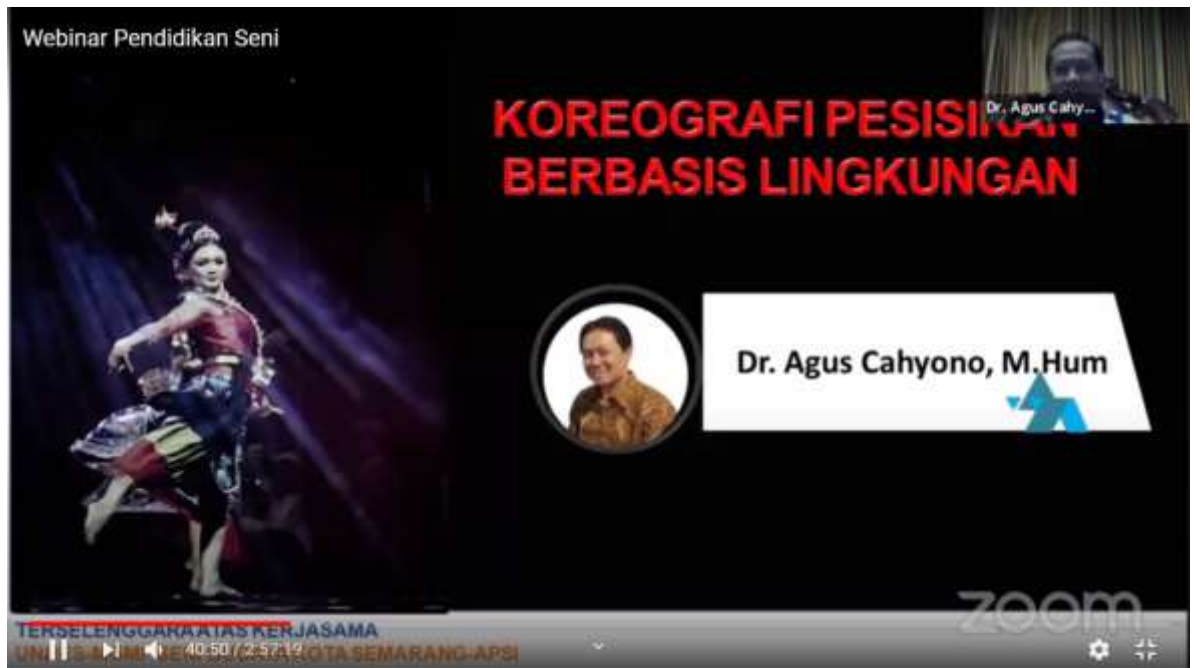 Webinar Pendidikan Seni
Dr. Agus Cahy...
KOREOGRAFI PESISIRAN
BERBASIS LINGKUNGAN
Dr. Agus Cahyono, M.Hum
zoom
TERSELENGGARA ATAS KERJASAMA
KOTA SEMARANG-APSI
40:50 / 2:57:19